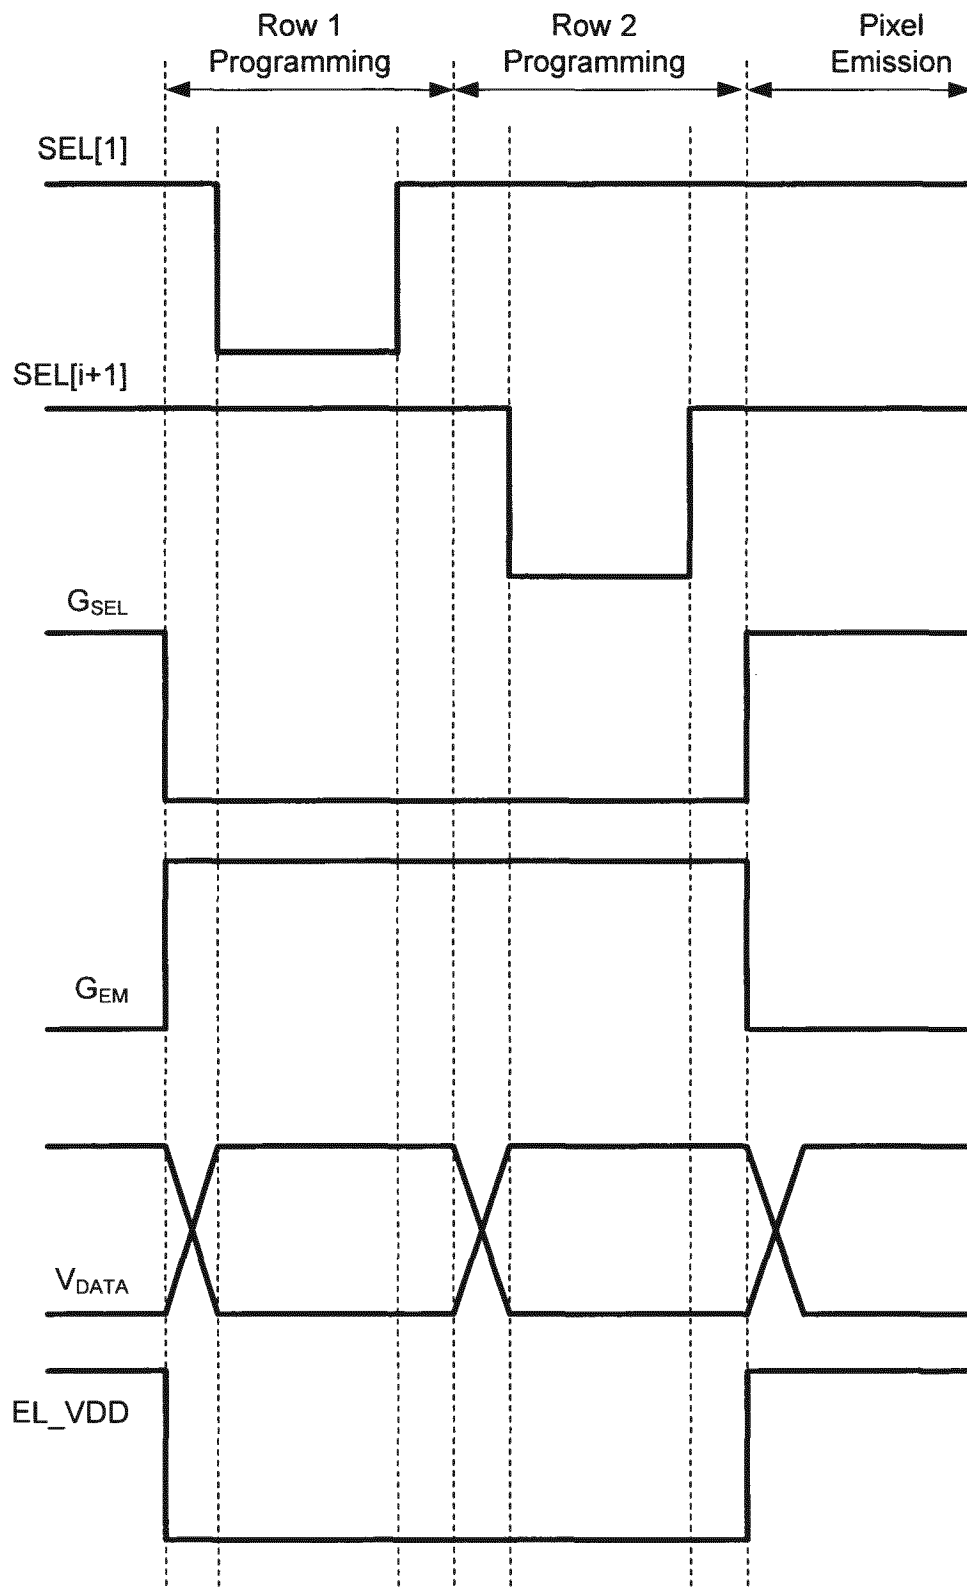 Row 1
Programming
Row 2
Programming
Pixel
Emission
SEL[1]
SEL[i+1]
GSEL
GEM
VDATA
EL_VDD